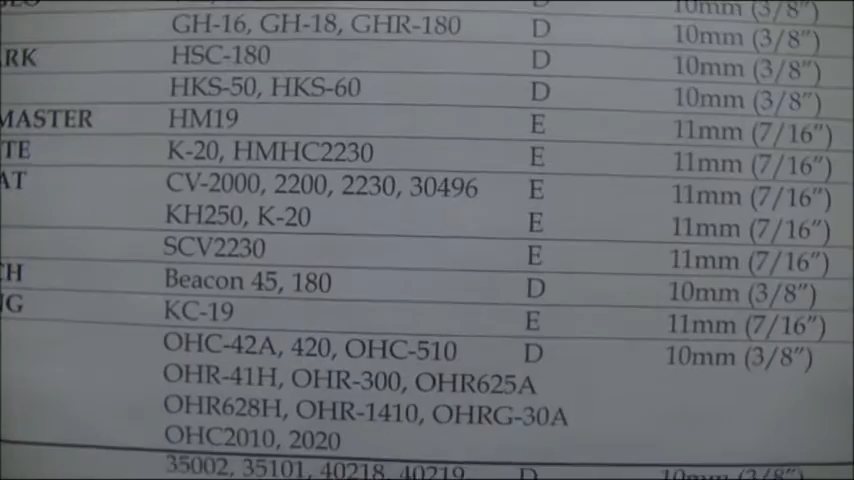 D 10mm (3/8")
GH-16, GH-18, GHR-180 D 10mm (3/8")
RK HSC-180 D 10mm (3/8")
HKS-50, HKS-60 D 10mm (3/8")
MASTER HM19 E 11mm (7/16")
TE K-20, HMHC2230 E 11mm (7/16")
AT CV-2000, 2200, 2230, 30496 E 11mm (7/16")
KH250, K-20 E 11mm (7/16")
SCV2230 E 11mm (7/16")
CH Beacon 45, 180 D 10mm (3/8")
NG KC-19 E 11mm (7/16")
OHC-42A, 420, OHC-510 D 10mm (3/8")
OHR-41H, OHR-300, OHR625A
OHR628H, OHR-1410, OHRG-30A
OHC2010, 2020
35002, 35101, 40218, 40219 D 10mm (3/8")